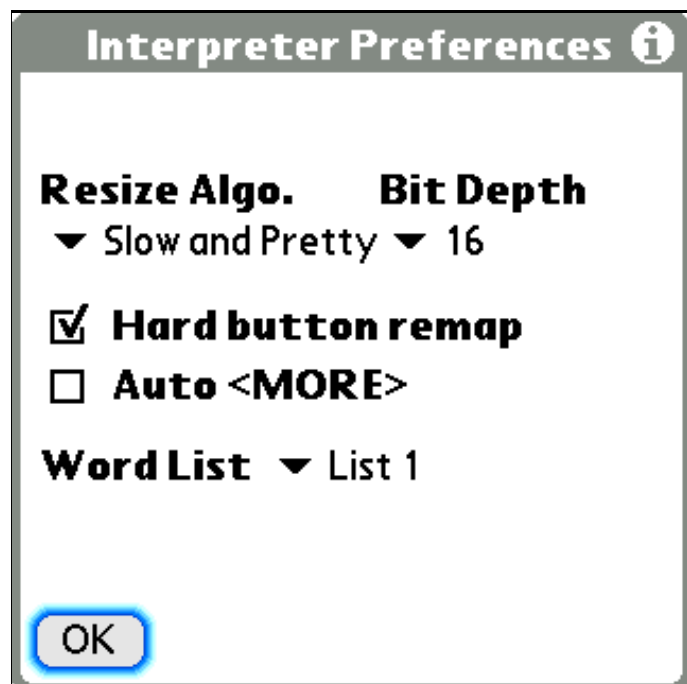 Interpreter Preferences i
Resize Algo. Bit Depth
Slow and Pretty 16
Hard button remap
Auto <MORE>
Word List List 1
OK